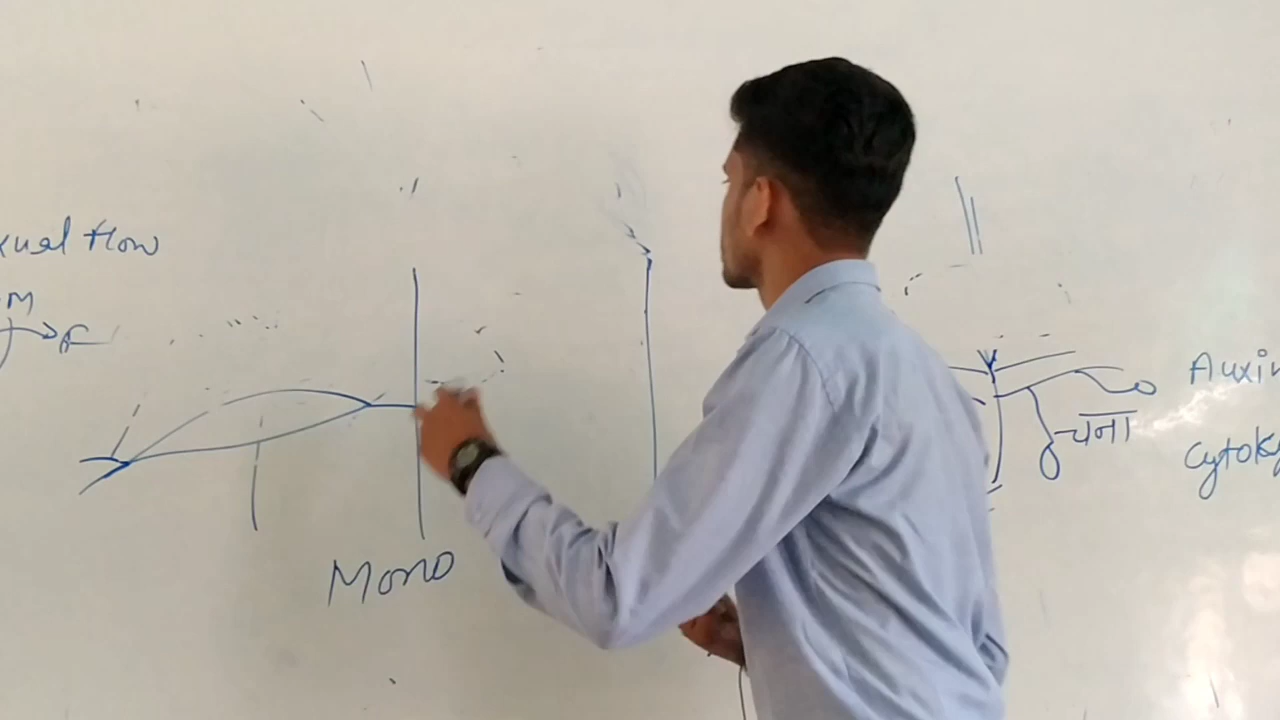 xual flow
M
F
Mono
चना
Auxin
Cytok